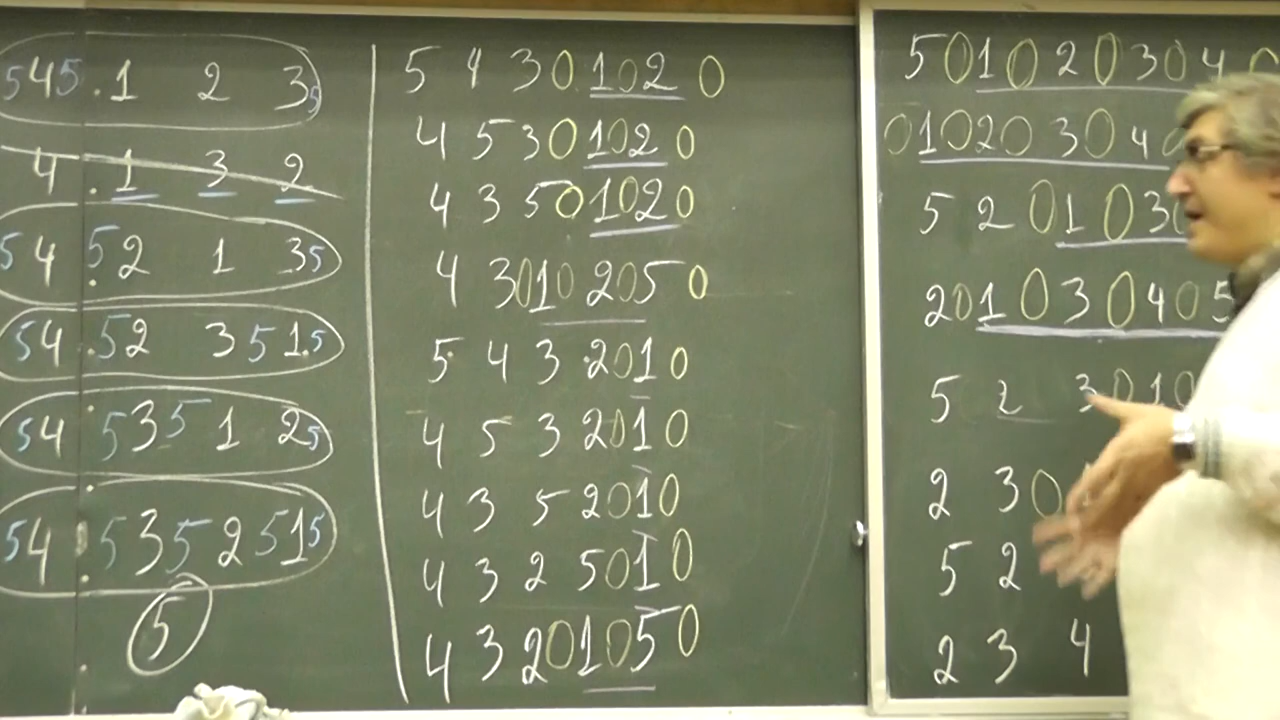 545 . 1 2 3 5
4 . 1 3 2
5 4 5 2 1 3 5
5 4 . 5 2 3 5 1 . 5
5 4 5 3 5 1 2 5
5 4 5 3 5 2 5 1 5
5
5 4 3 0 1 0 2 0
4 5 3 0 1 0 2 0
4 3 5 0 1 0 2 0
4 3 0 1 0 2 0 5 0
5 4 3 2 0 1 0
4 5 3 2 0 1 0
4 3 5 2 0 1 0
4 3 2 5 0 1 0
4 3 2 0 1 0 5 0
5 0 1 0 2 0 3 0 4 0
0 1 0 2 0 3 0 4 0
5 2 0 1 0 3 0
2 0 1 0 3 0 4 0 5
5 2 3 0 1 0
2 3 0
5 2
2 3 4